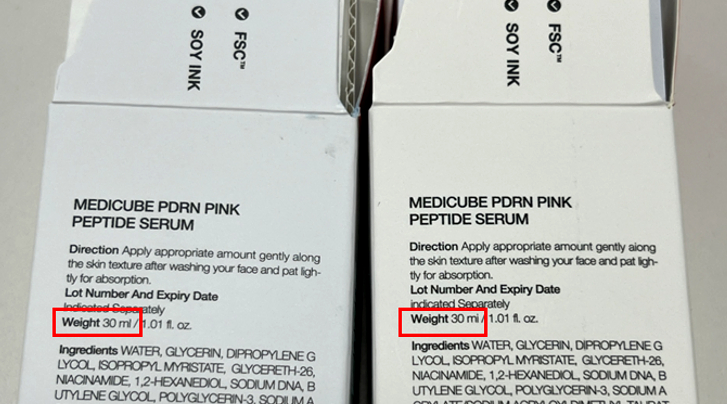 SOY INK
FSC™
MEDICUBE PDRN PINK
PEPTIDE SERUM
Direction Apply appropriate amount gently along
the skin texture after washing your face and pat ligh-
tly for absorption.
Lot Number And Expiry Date
Indicated Separately
Weight 30 ml / 1.01 fl. oz.
Ingredients WATER, GLYCERIN, DIPROPYLENE G
LYCOL, ISOPROPYL MYRISTATE, GLYCERETH-26,
NIACINAMIDE, 1,2-HEXANEDIOL, SODIUM DNA, B
UTYLENE GLYCOL, POLYGLYCERIN-3, SODIUM A
SOY INK
FSC™
MEDICUBE PDRN PINK
PEPTIDE SERUM
Direction Apply appropriate amount gently along
the skin texture after washing your face and pat ligh-
tly for absorption.
Lot Number And Expiry Date
indicated Separately
Weight 30 ml / 1.01 fl. oz.
Ingredients WATER, GLYCERIN, DIPROPYLENE G
LYCOL, ISOPROPYL MYRISTATE, GLYCERETH-26,
NIACINAMIDE, 1,2-HEXANEDIOL, SODIUM DNA, B
UTYLENE GLYCOL, POLYGLYCERIN-3, SODIUM A